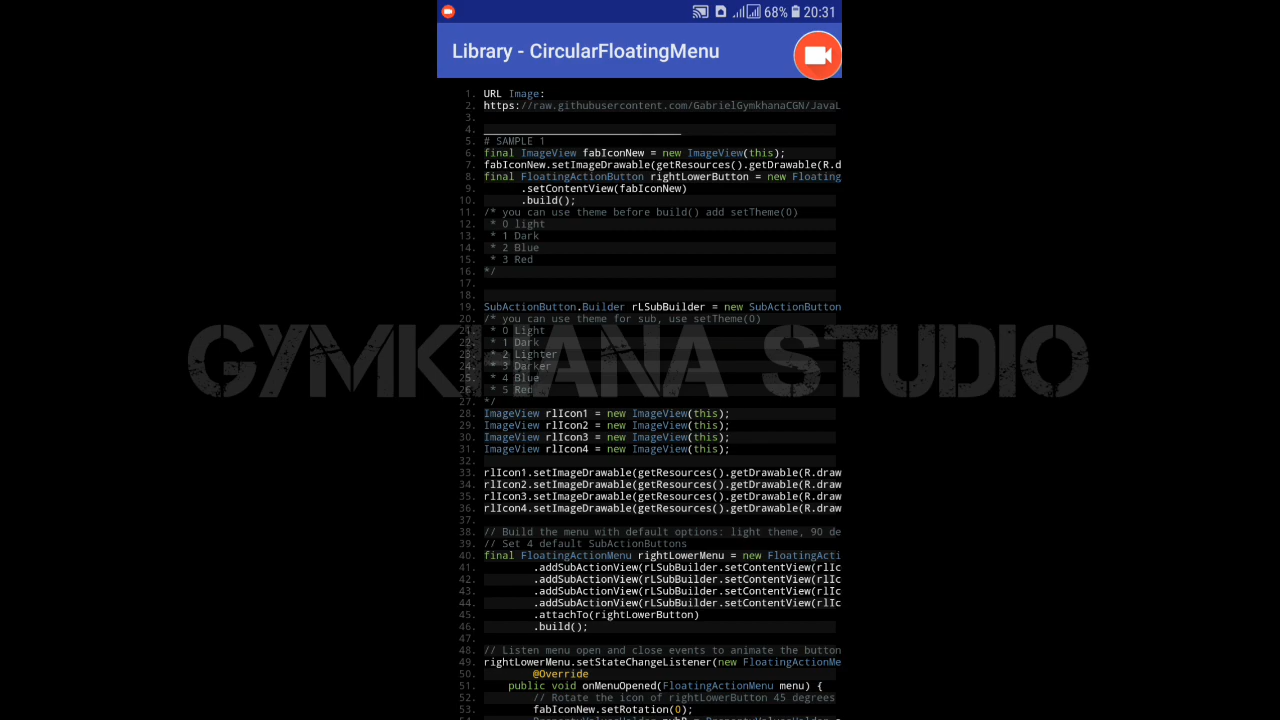 68% 20:31
Library - CircularFloatingMenu
1. URL Image:
2. https://raw.githubusercontent.com/GabrielGymkhanaCGN/JavaL
3.
4. ________________________________
5. # SAMPLE 1
6. final ImageView fabIconNew = new ImageView(this);
7. fabIconNew.setImageDrawable(getResources().getDrawable(R.d
8. final FloatingActionButton rightLowerButton = new Floating
9. .setContentView(fabIconNew)
10. .build();
11. /* you can use theme before build() add setTheme(0)
12. * 0 light
13. * 1 Dark
14. * 2 Blue
15. * 3 Red
16. */
17.
18.
19. SubActionButton.Builder rLSubBuilder = new SubActionButton
20. /* you can use theme for sub, use setTheme(0)
21. * 0 Light
22. * 1 Dark
23. * 2 Lighter
24. * 3 Darker
25. * 4 Blue
26. * 5 Red
27. */
GYMKHANA STUDIO
28. ImageView rlIcon1 = new ImageView(this);
29. ImageView rlIcon2 = new ImageView(this);
30. ImageView rlIcon3 = new ImageView(this);
31. ImageView rlIcon4 = new ImageView(this);
32.
33. rlIcon1.setImageDrawable(getResources().getDrawable(R.draw
34. rlIcon2.setImageDrawable(getResources().getDrawable(R.draw
35. rlIcon3.setImageDrawable(getResources().getDrawable(R.draw
36. rlIcon4.setImageDrawable(getResources().getDrawable(R.draw
37.
38. // Build the menu with default options: light theme, 90 de
39. // Set 4 default SubActionButtons
40. final FloatingActionMenu rightLowerMenu = new FloatingActi
41. .addSubActionView(rLSubBuilder.setContentView(rlIc
42. .addSubActionView(rLSubBuilder.setContentView(rlIc
43. .addSubActionView(rLSubBuilder.setContentView(rlIc
44. .addSubActionView(rLSubBuilder.setContentView(rlIc
45. .attachTo(rightLowerButton)
46. .build();
47.
48. // Listen menu open and close events to animate the button
49. rightLowerMenu.setStateChangeListener(new FloatingActionMe
50. @Override
51. public void onMenuOpened(FloatingActionMenu menu) {
52. // Rotate the icon of rightLowerButton 45 degrees
53. fabIconNew.setRotation(0);